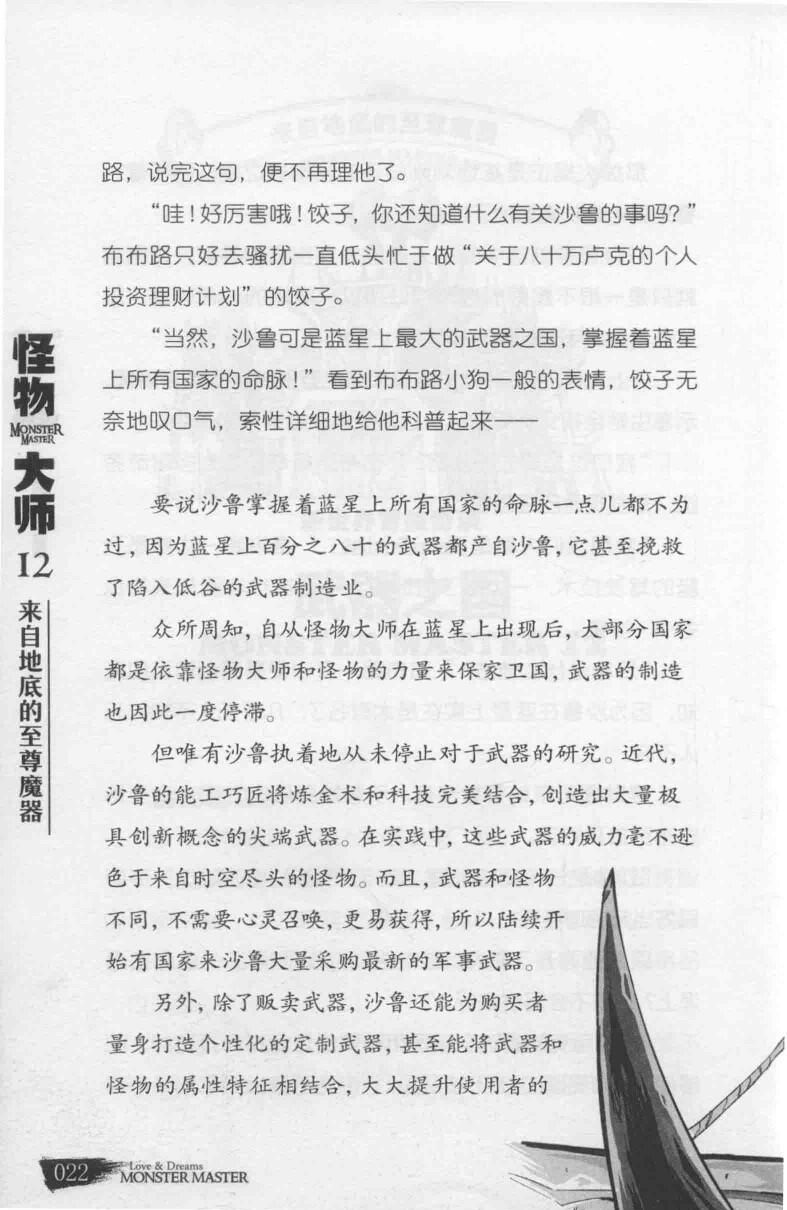 路，说完这句，便不再理他了。
“哇！好厉害哦！饺子，你还知道什么有关沙鲁的事吗？”
布布路只好去骚扰一直低头忙于做“关于八十万卢克的个人
投资理财计划”的饺子。
“当然，沙鲁可是蓝星上最大的武器之国，掌握着蓝星
上所有国家的命脉！”看到布布路小狗一般的表情，饺子无
奈地叹口气，索性详细地给他科普起来——
要说沙鲁掌握着蓝星上所有国家的命脉一点儿都不为
过，因为蓝星上百分之八十的武器都产自沙鲁，它甚至挽救
了陷入低谷的武器制造业。
众所周知，自从怪物大师在蓝星上出现后，大部分国家
都是依靠怪物大师和怪物的力量来保家卫国，武器的制造
也因此一度停滞。
但唯有沙鲁执着地从未停止对于武器的研究。近代，
沙鲁的能工巧匠将炼金术和科技完美结合，创造出大量极
具创新概念的尖端武器。在实践中，这些武器的威力毫不逊
色于来自时空尽头的怪物。而且，武器和怪物
不同，不需要心灵召唤，更易获得，所以陆续开
始有国家来沙鲁大量采购最新的军事武器。
另外，除了贩卖武器，沙鲁还能为购买者
量身打造个性化的定制武器，甚至能将武器和
怪物的属性特征相结合，大大提升使用者的
怪物
MONSTER
MASTER
大师
12
来自地底的至尊魔器
022
Love & Dreams
MONSTER MASTER